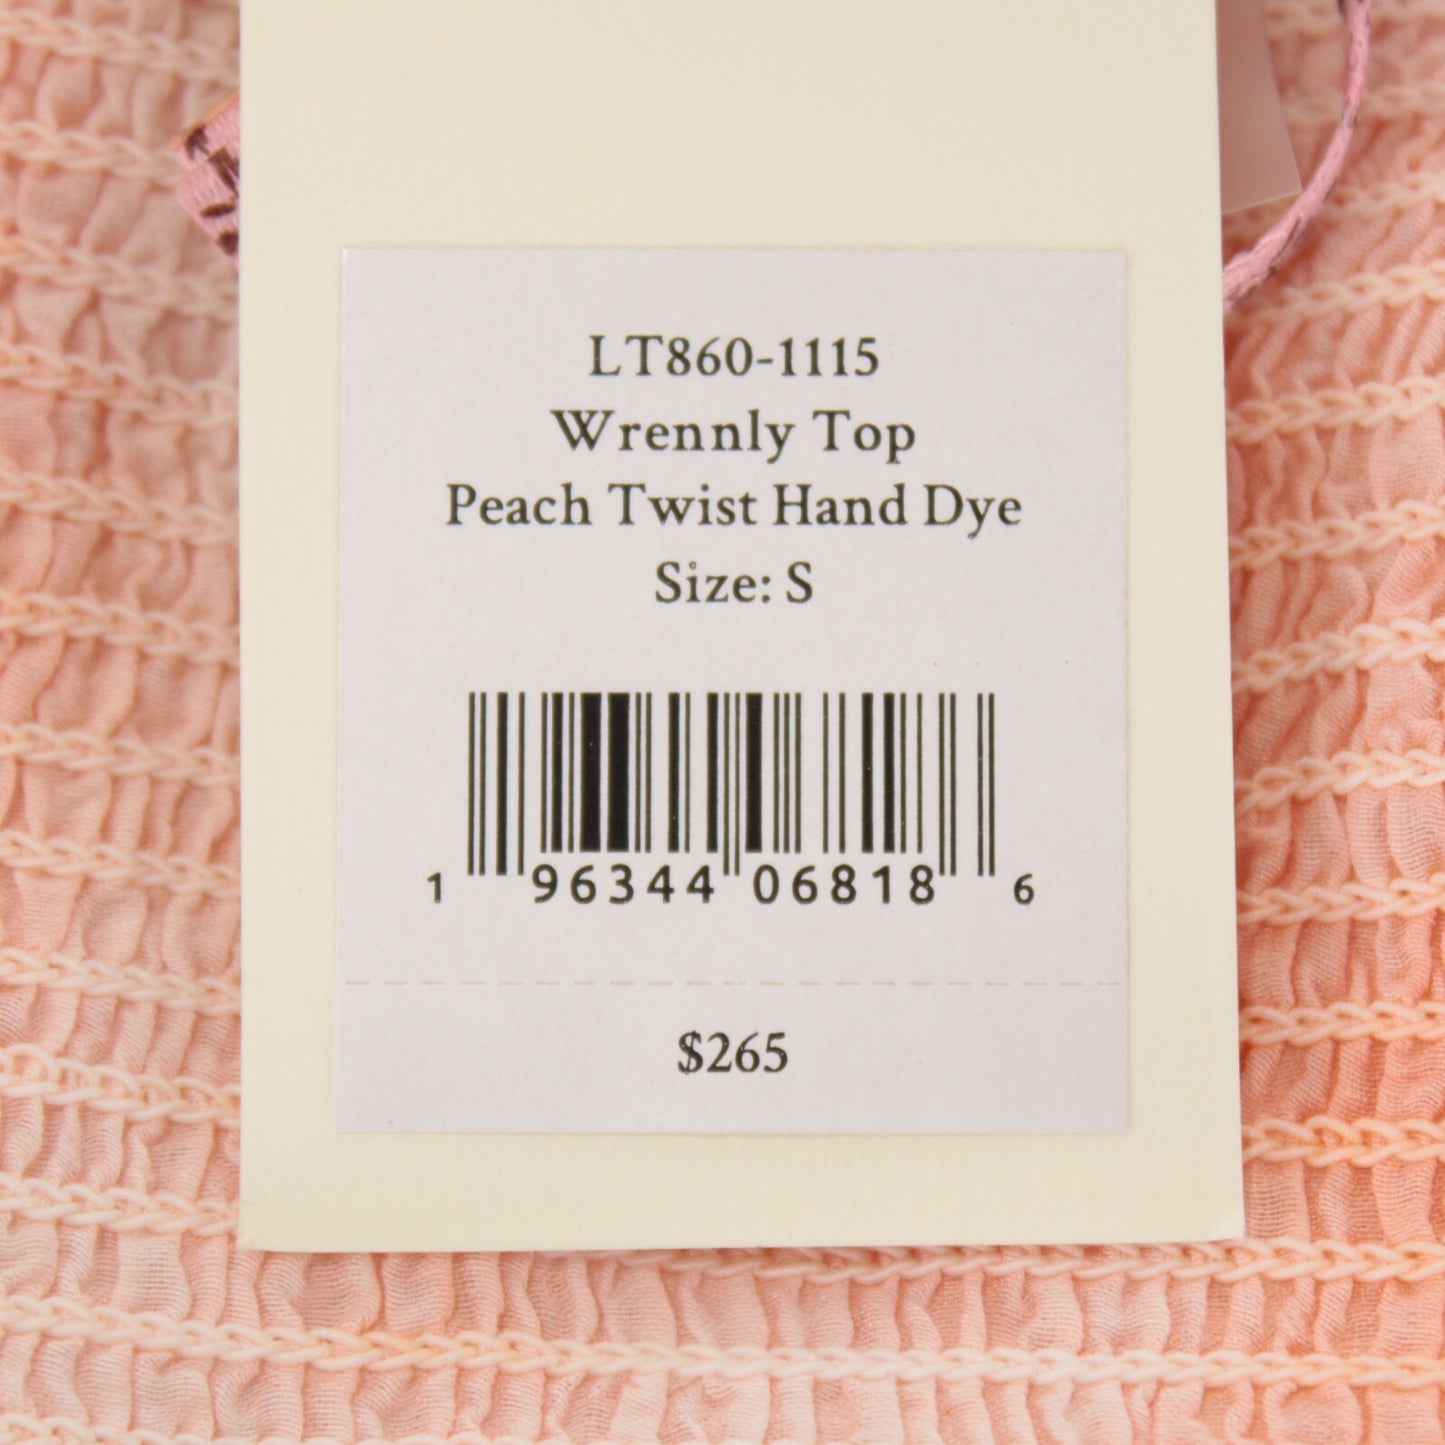 LT860-1115
Wrennly Top
Peach Twist Hand Dye
Size: S
1 96344 06818 6
$265